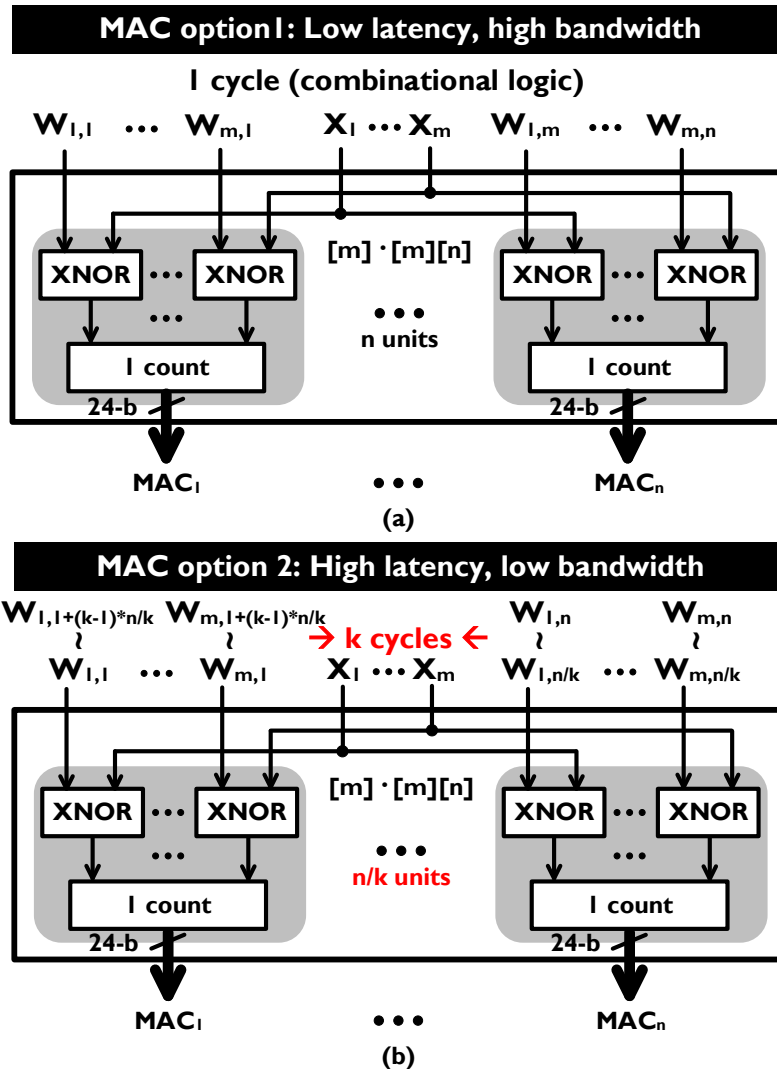 MAC option1: Low latency, high bandwidth
1 cycle (combinational logic)
W1,1 ••• Wm,1 X1 ••• Xm W1,m ••• Wm,n
[m] · [m][n]
XNOR ••• XNOR XNOR ••• XNOR
••• ••• •••
n units
1 count 1 count
24-b 24-b
MAC1 ••• MACn
(a)
MAC option 2: High latency, low bandwidth
W1,1+(k-1)*n/k Wm,1+(k-1)*n/k W1,n Wm,n
~ ~ → k cycles ← ~ ~
W1,1 ••• Wm,1 X1 ••• Xm W1,n/k ••• Wm,n/k
[m] · [m][n]
XNOR ••• XNOR XNOR ••• XNOR
••• ••• •••
n/k units
1 count 1 count
24-b 24-b
MAC1 ••• MACn
(b)